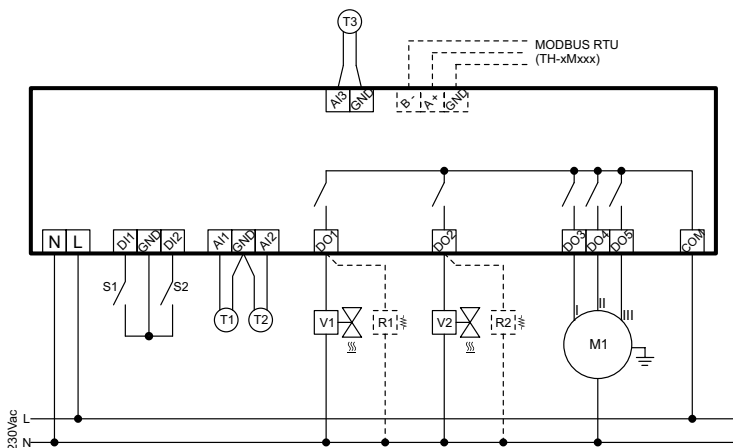 T3
MODBUS RTU
(TH-xMxxx)
AI3 GND B - A + GND
N L DI1 GND DI2 AI1 GND AI2 DO1 DO2 DO3 DO4 DO5 COM
S1 S2
I II III
T1 T2 V1 R1 V2 R2 M1
230Vac
L
N